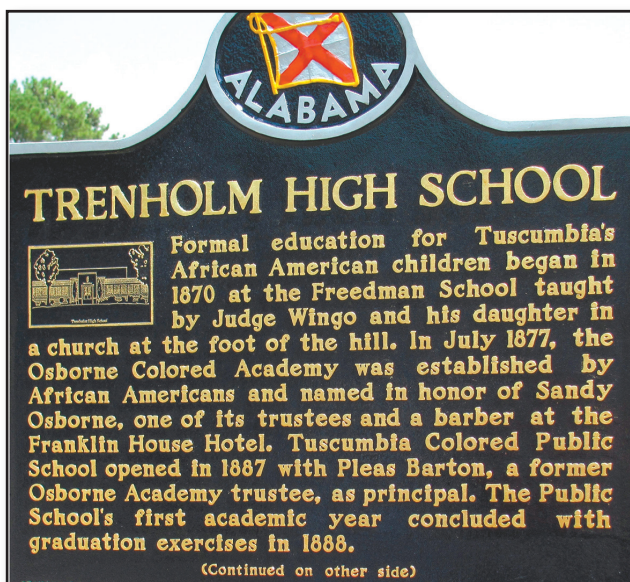 ALABAMA
TRENHOLM HIGH SCHOOL
Formal education for Tuscumbia's
African American children began in
1870 at the Freedman School taught
by Judge Wingo and his daughter in
Trenholm High School
a church at the foot of the hill. In July 1877, the
Osborne Colored Academy was established by
African Americans and named in honor of Sandy
Osborne, one of its trustees and a barber at the
Franklin House Hotel. Tuscumbia Colored Public
School opened in 1887 with Pleas Barton, a former
Osborne Academy trustee, as principal. The Public
School's first academic year concluded with
graduation exercises in 1888.
(Continued on other side)